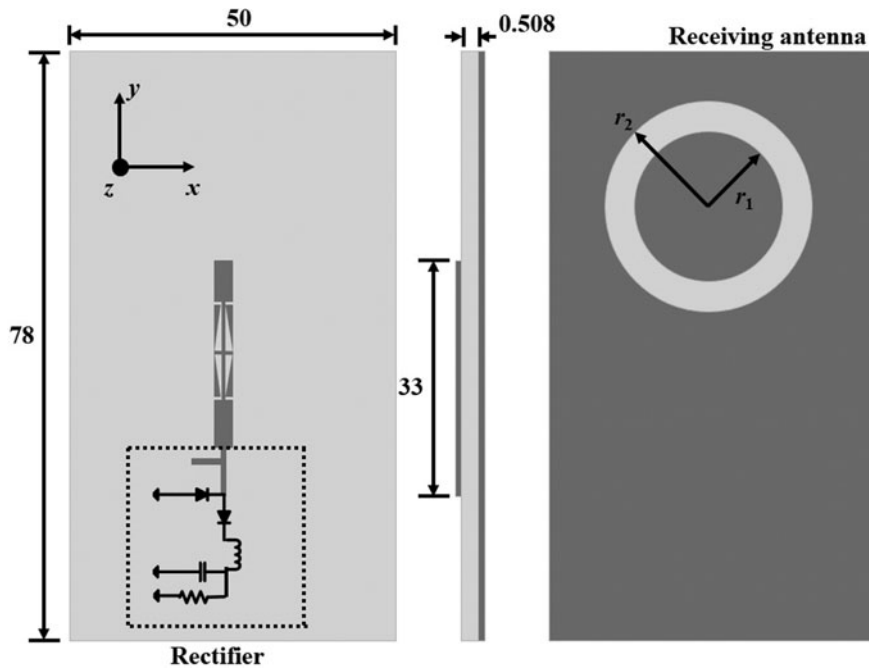 50
0.508
Receiving antenna
y
z
x
r2
r1
78
33
Rectifier